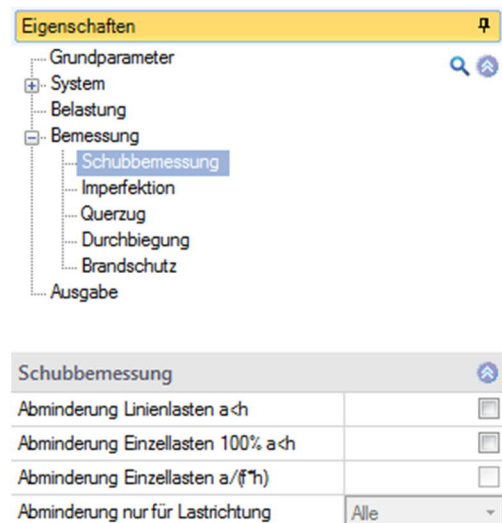 Eigenschaften
Grundparameter
System
Belastung
Bemessung
Schubbemessung
Imperfektion
Querzug
Durchbiegung
Brandschutz
Ausgabe
Schubbemessung
Abminderung Linienlasten a<h
Abminderung Einzellasten 100% a<h
Abminderung Einzellasten a/(f*h)
Abminderung nur für Lastrichtung Alle